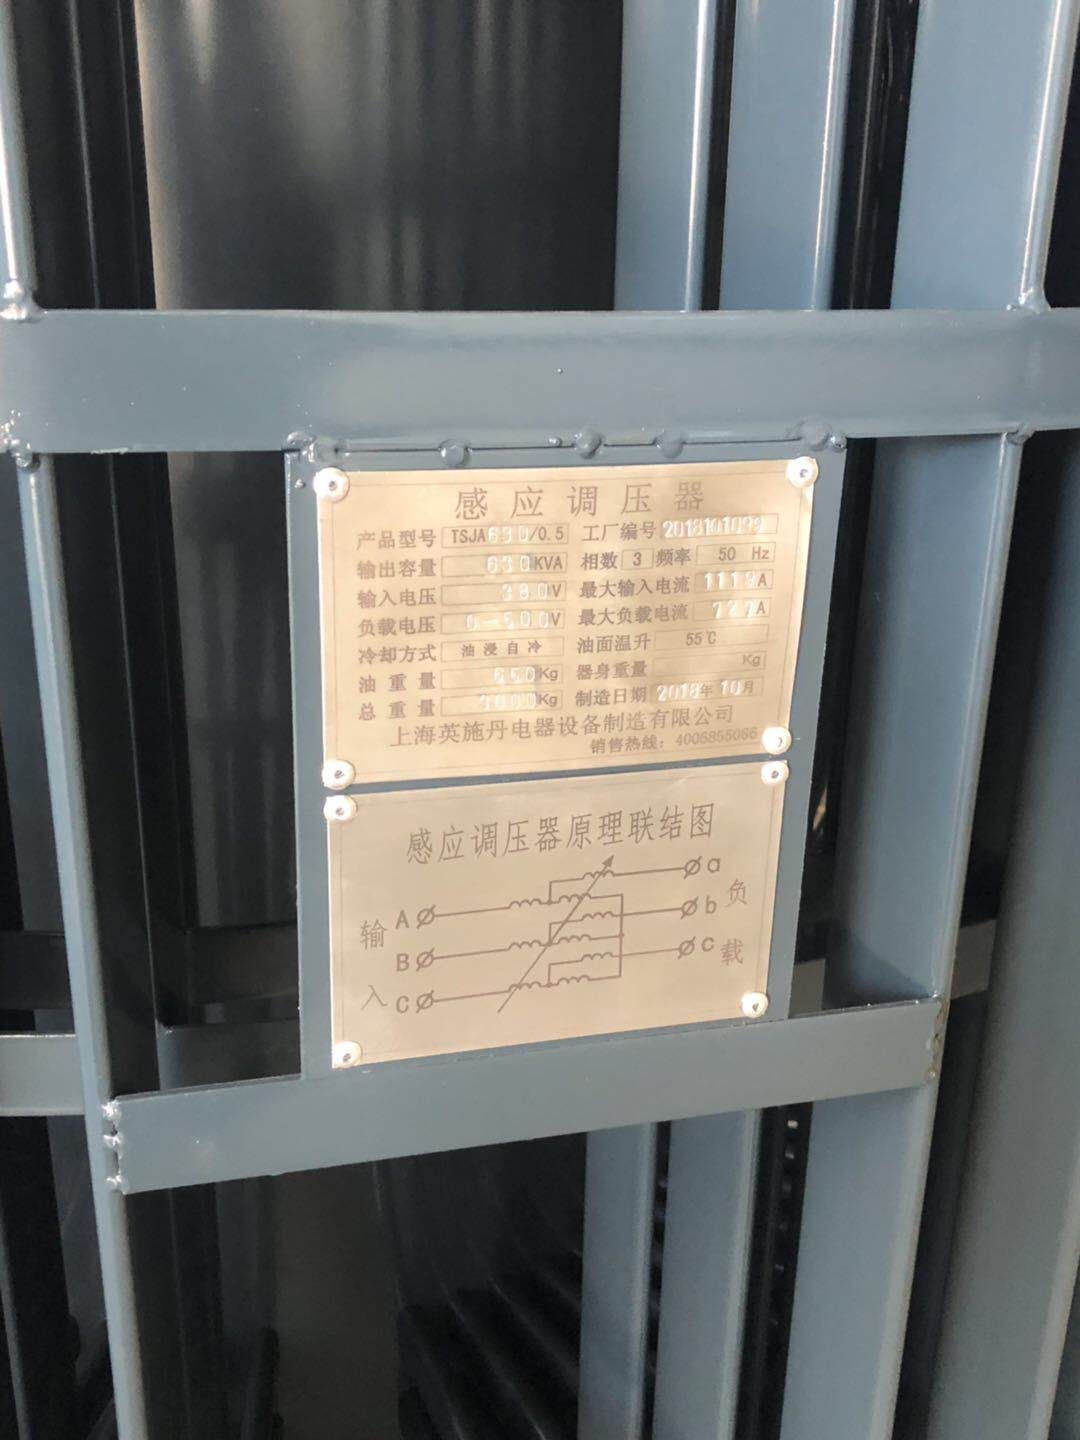 感应调压器
产品型号 TSJA630/0.5 工厂编号
输出容量 630KVA 相数 3 频率 50 Hz
输入电压 380V 最大输入电流 1119A
负载电压 0-500V 最大负载电流 727A
冷却方式 油浸自冷 油面温升 55℃
油重量 Kg 器身重量 Kg
总重量 Kg 制造日期 2018年10月
上海英施丹电器设备制造有限公司
销售热线：4006855066
感应调压器原理联结图
输入 负载
A a
B b
C c